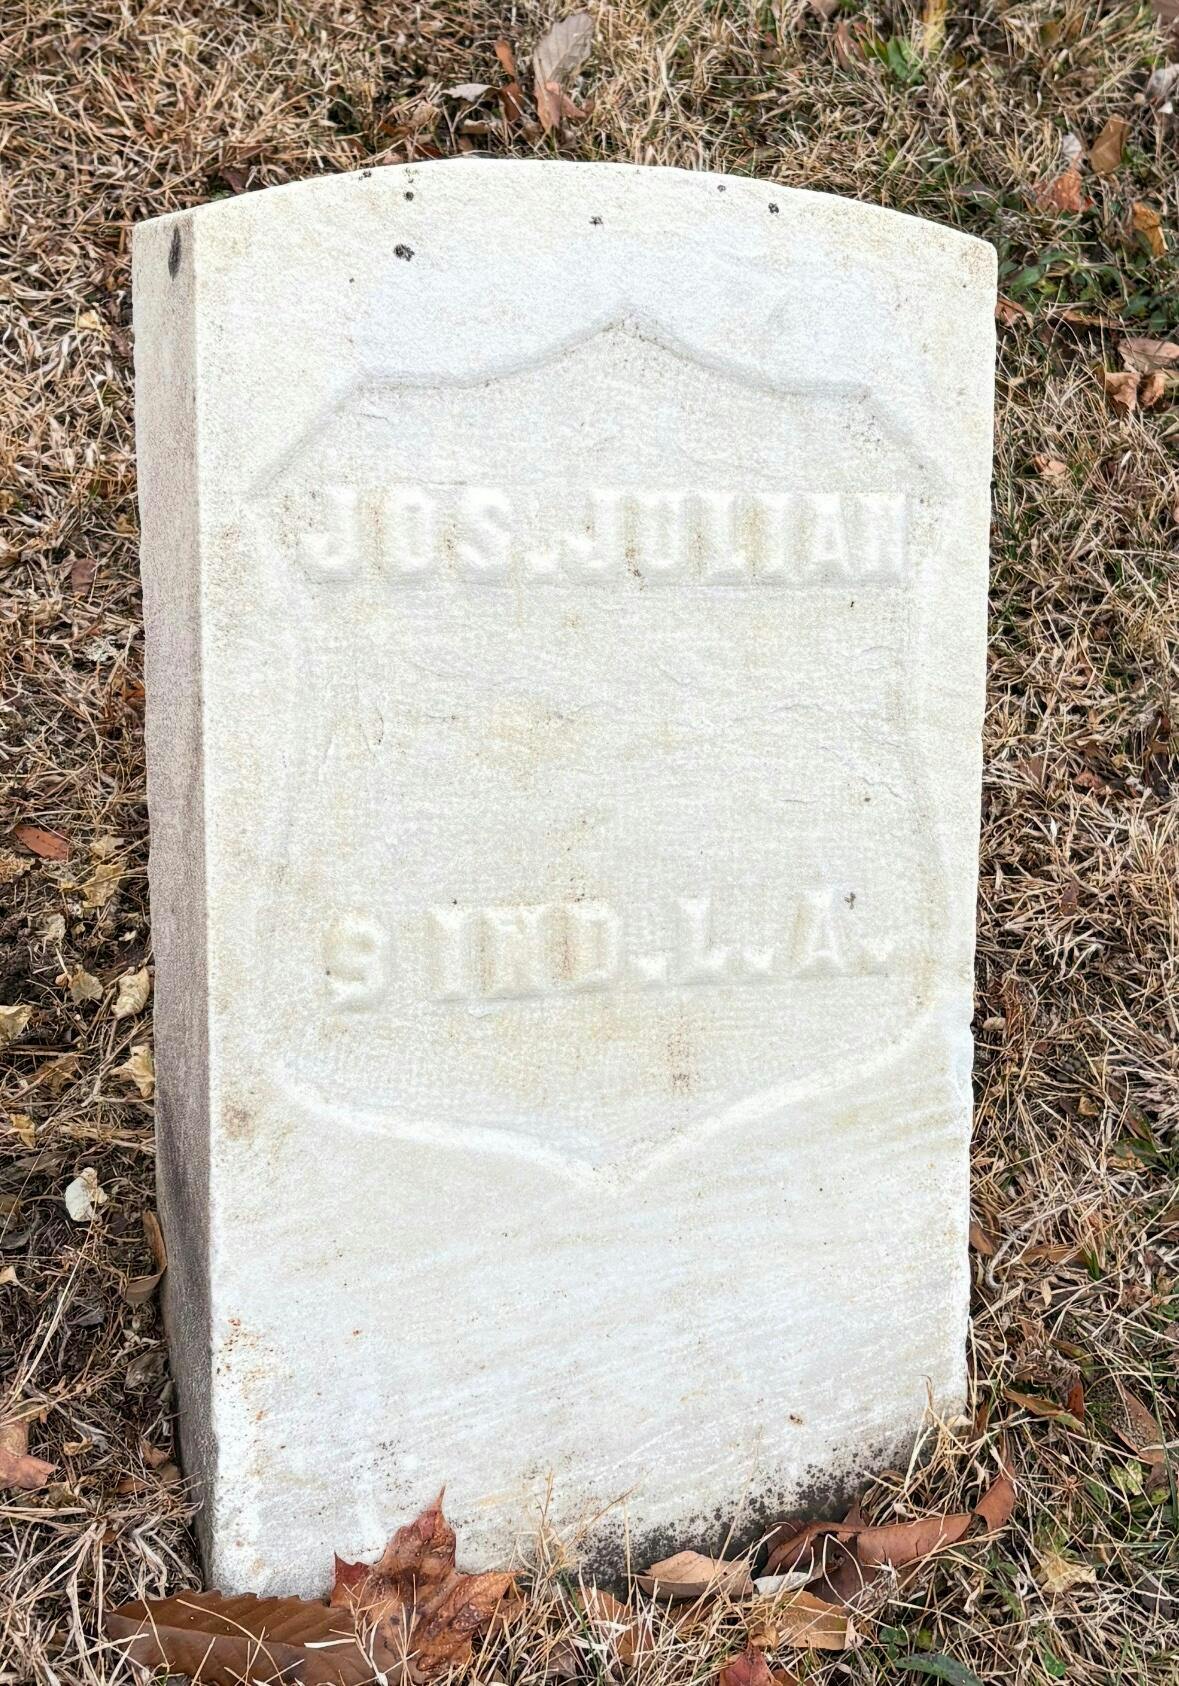 JOS. JULIAN
9 IND. L. A.